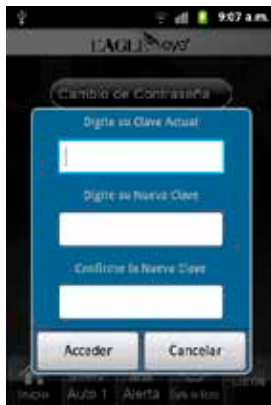 9:07 a.m.
EAGLE
Cambio de Contraseña
Digite su Clave Actual
Digite su Nueva Clave
Confirme la Nueva Clave
Acceder Cancelar
Inicio Auto 1 Alerta